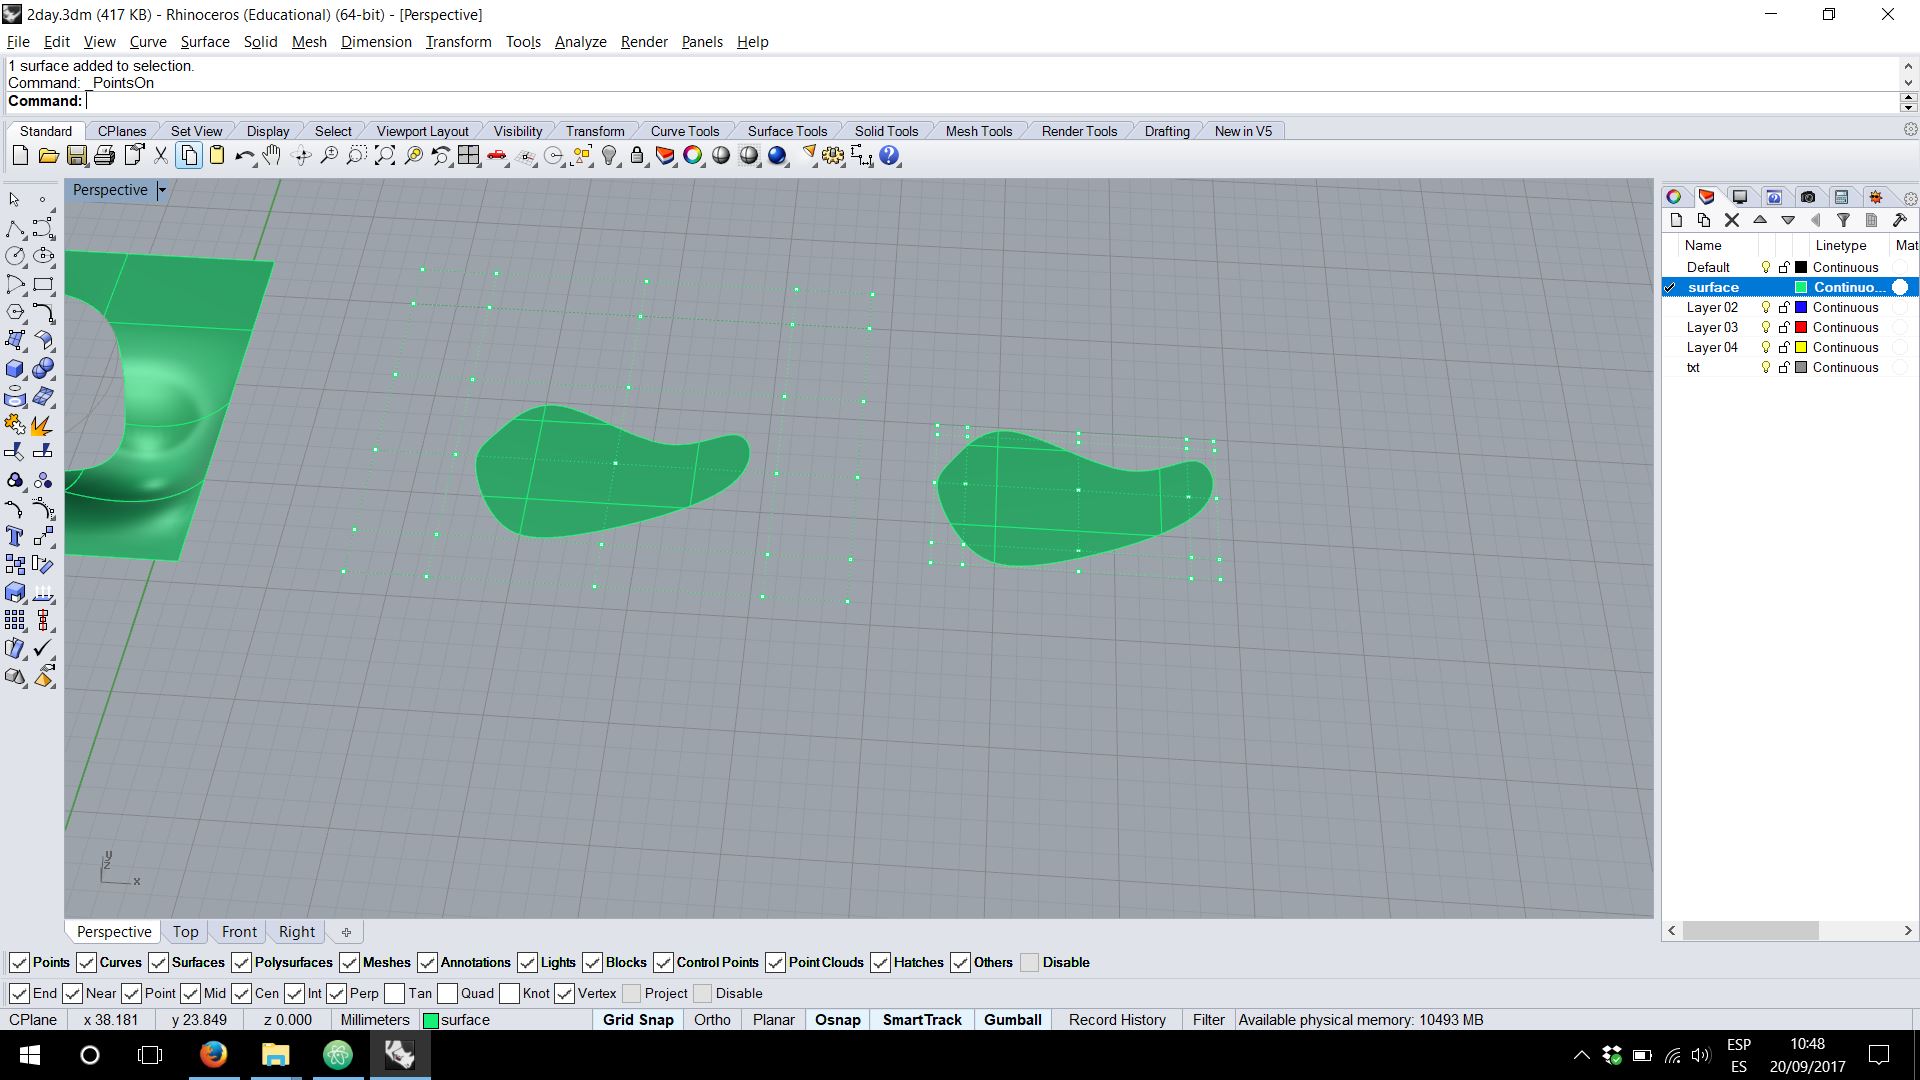 2day.3dm (417 KB) - Rhinoceros (Educational) (64-bit) - [Perspective]
File Edit View Curve Surface Solid Mesh Dimension Transform Tools Analyze Render Panels Help
1 surface added to selection.
Command: _PointsOn
Command:
Standard CPlanes Set View Display Select Viewport Layout Visibility Transform Curve Tools Surface Tools Solid Tools Mesh Tools Render Tools Drafting New in V5
Perspective
Name Linetype Mat
Default Continuous
surface Continuo...
Layer 02 Continuous
Layer 03 Continuous
Layer 04 Continuous
txt Continuous
y
z
x
Perspective Top Front Right
Points Curves Surfaces Polysurfaces Meshes Annotations Lights Blocks Control Points Point Clouds Hatches Others Disable
End Near Point Mid Cen Int Perp Tan Quad Knot Vertex Project Disable
CPlane x 38.181 y 23.849 z 0.000 Millimeters surface Grid Snap Ortho Planar Osnap SmartTrack Gumball Record History Filter Available physical memory: 10493 MB
ESP 10:48
ES 20/09/2017